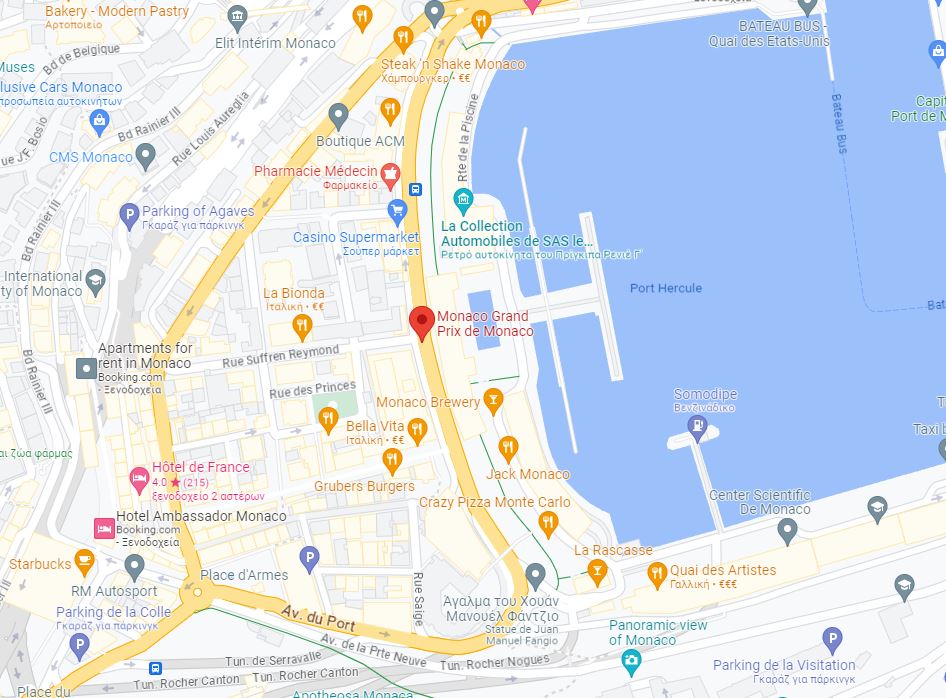 Bakery - Modern Pastry
Αρτοποιείο
Elit Intérim Monaco
BATEAU BUS -
Quai des Etats-Unis
Bd de Belgique
Steak 'n Shake Monaco
Χάμπουργκερ • €€
Muses
lusive Cars Monaco
προσωπεία αυτοκινήτων
Bd Rainier III
Rue Louis Aureglia
Rte de la Piscine
Bateau Bus
Capit
Port de M
Boutique ACM
ue J'F. Bosio
CMS Monaco
Pharmacie Médecin
Φαρμακείο
Parking of Agaves
Γκαράζ για πάρκινγκ
Casino Supermarket
Σούπερ μάρκετ
La Collection
Automobiles de SAS le...
Ρετρό αυτοκίνητα του Πρίγκιπα Ρενιέ Γ'
Bd Rainier III
International
ty of Monaco
La Bionda
Ιταλική • €€
Port Hercule
Monaco Grand
Prix de Monaco
Apartments for
rent in Monaco
Booking.com
- Ξενοδοχεία
Rue Suffren Reymond
Bd Rainier III
Rue des Princes
Monaco Brewery
Somodipe
Βενζινάδικο
Bella Vita
Ιταλική • €€
Taxi b
αι ζώα φάρμας
Hôtel de France
4.0 ★ (215)
ξενοδοχείο 2 αστέρων
Grubers Burgers
Jack Monaco
Crazy Pizza Monte Carlo
Center Scientific
De Monaco
Hotel Ambassador Monaco
Booking.com
- Ξενοδοχεία
La Rascasse
Starbucks
Place d'Armes
Quai des Artistes
Γαλλική • €€€
RM Autosport
Rue Saige
Άγαλμα του Χουάν
Μανουέλ Φάντζιο
Statue de Juan
Manuel Fangio
Parking de la Colle
Γκαράζ για πάρκινγκ
Av. du Port
Panoramic view
of Monaco
Av. de la Prte Neuve
Tun. de Serravalle
Tun. Rocher Nogues
Parking de la Visitation
Γκαράζ για πάρκινγκ
Tun. Rocher Canton
Tun. Rocher Canton
Place du
Apotheosa Monaco